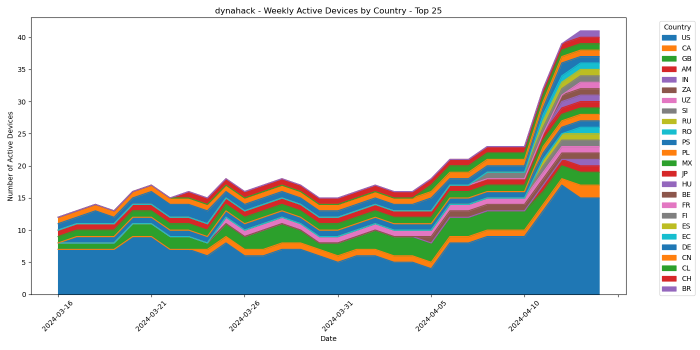 dynahack - Weekly Active Devices by Country - Top 25
Number of Active Devices
40
35
30
25
20
15
10
5
0
2024-03-16
2024-03-21
2024-03-26
2024-03-31
2024-04-05
2024-04-10
Date
Country
US
CA
GB
AM
IN
ZA
UZ
SI
RU
RO
PS
PL
MX
JP
HU
EE
FR
FI
ES
EC
DE
CN
CL
CH
BR